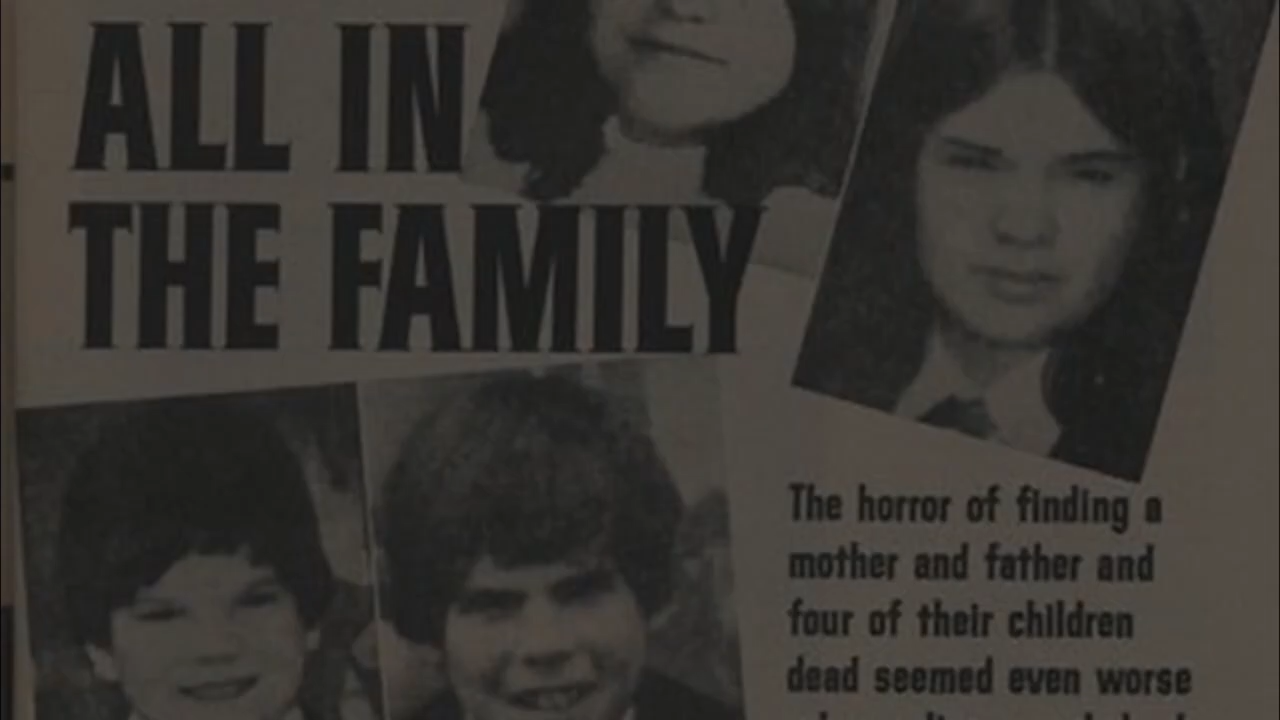 ALL IN
THE FAMILY
The horror of finding a
mother and father and
four of their children
dead seemed even worse